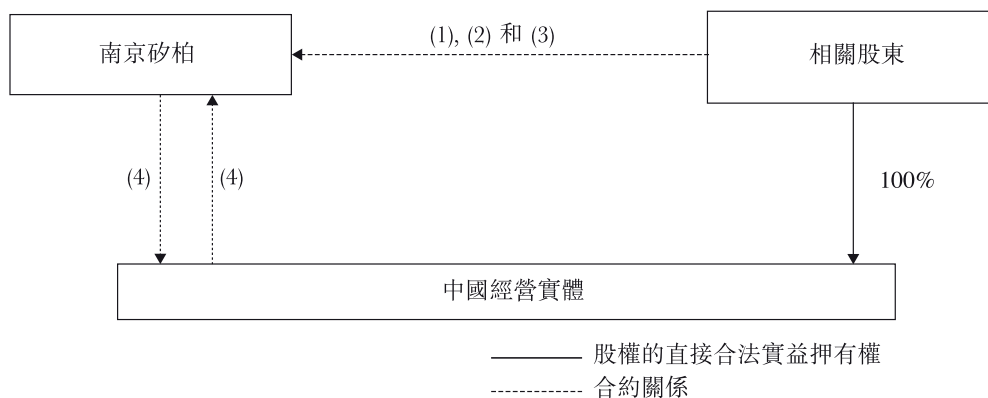 (1), (2) 和 (3)
南京矽柏
相關股東
(4)
(4)
100%
中國經營實體
股權的直接合法實益押有權
合約關係